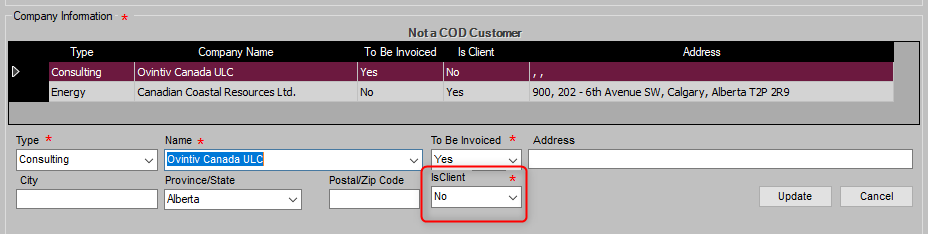 Company Information *
Not a COD Customer
Type Company Name To Be Invoiced Is Client Address
Consulting Ovintiv Canada ULC Yes No , ,
Energy Canadian Coastal Resources Ltd. No Yes 900, 202 - 6th Avenue SW, Calgary, Alberta T2P 2R9
Type * Name * To Be Invoiced * Address
Consulting Ovintiv Canada ULC Yes
City Province/State Postal/Zip Code IsClient *
Alberta No Update Cancel